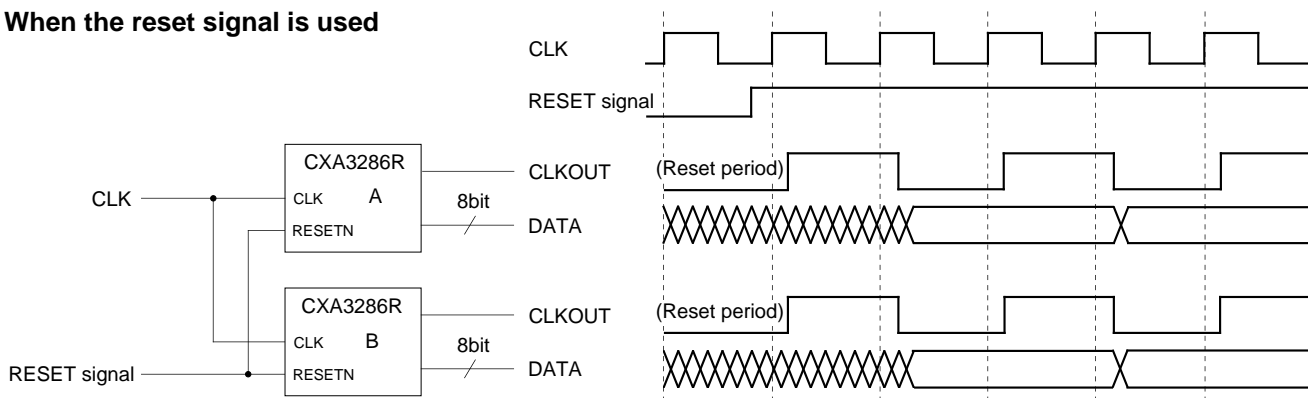 When the reset signal is used
CLK
RESET signal
CXA3286R
CLK
A
RESETN
8bit
CLK
CLKOUT
(Reset period)
DATA
CXA3286R
CLK
B
RESETN
8bit
RESET signal
CLKOUT
(Reset period)
DATA